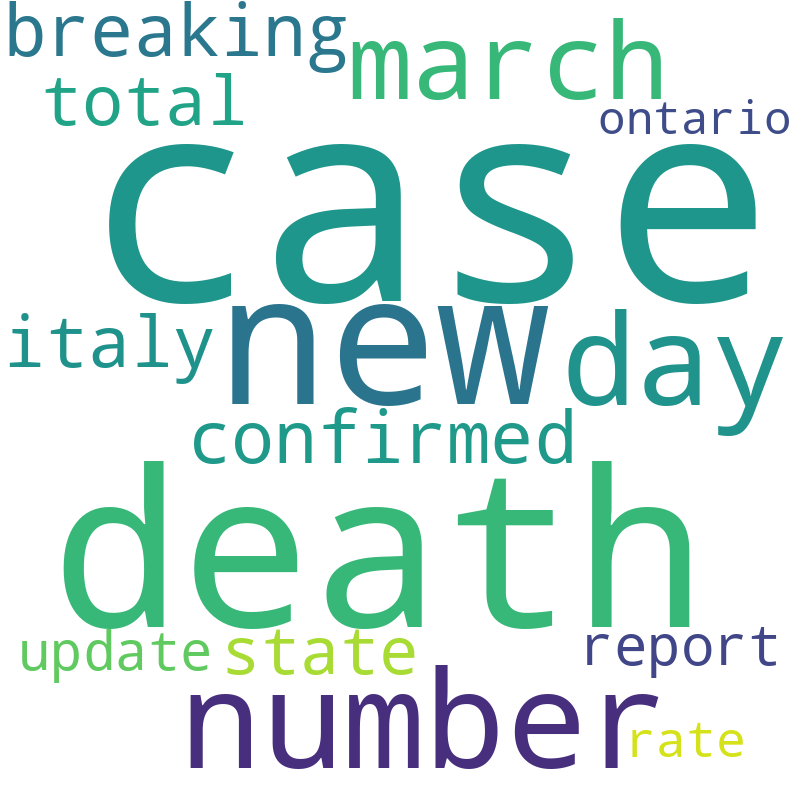 breaking
march
total
ontario
case
italy
new
day
confirmed
death
update
state
report
number
rate